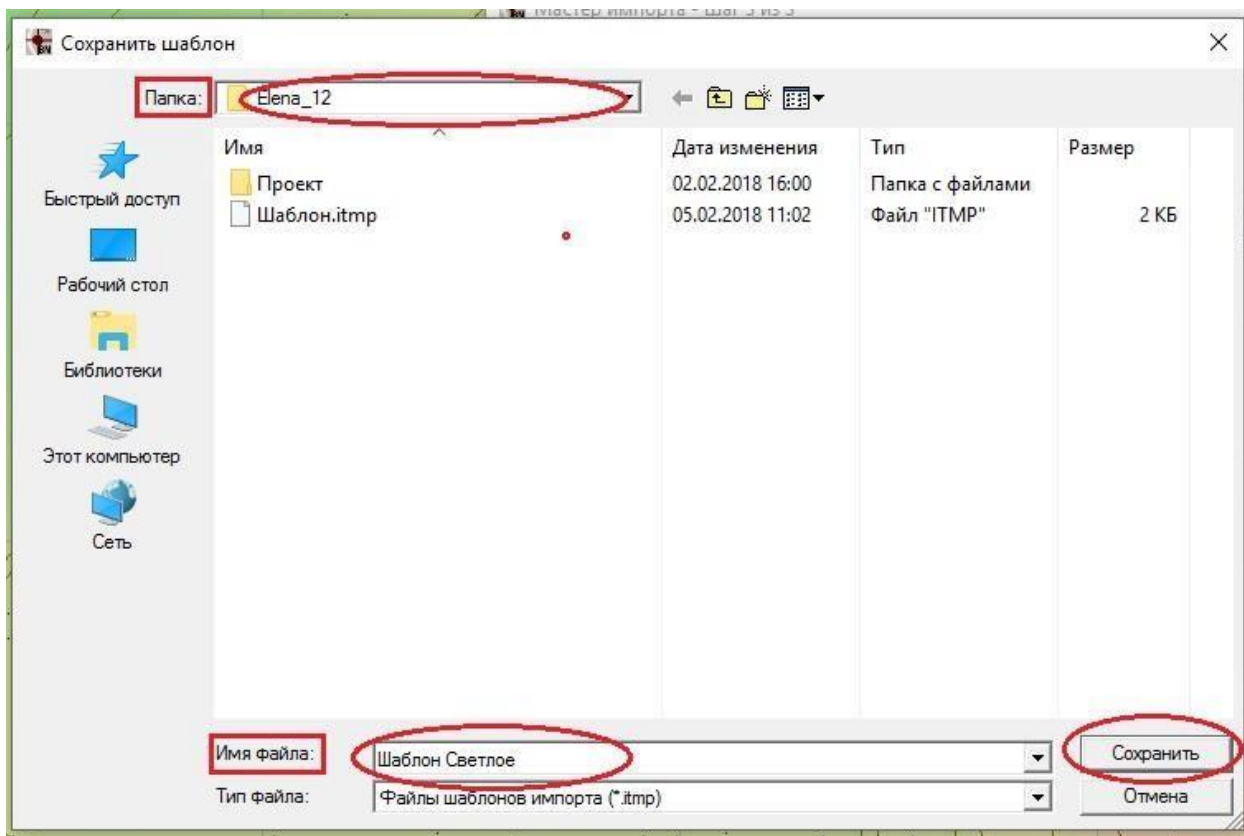 Мастер импорта - Шаг 3 из 3
Сохранить шаблон
Папка: Elena_12
Имя Дата изменения Тип Размер
Проект 02.02.2018 16:00 Папка с файлами
Шаблон.itmp 05.02.2018 11:02 Файл "ITMP" 2 КБ
Быстрый доступ
Рабочий стол
Библиотеки
Этот компьютер
Сеть
Имя файла: Шаблон Светлое Сохранить
Тип файла: Файлы шаблонов импорта (*.itmp) Отмена